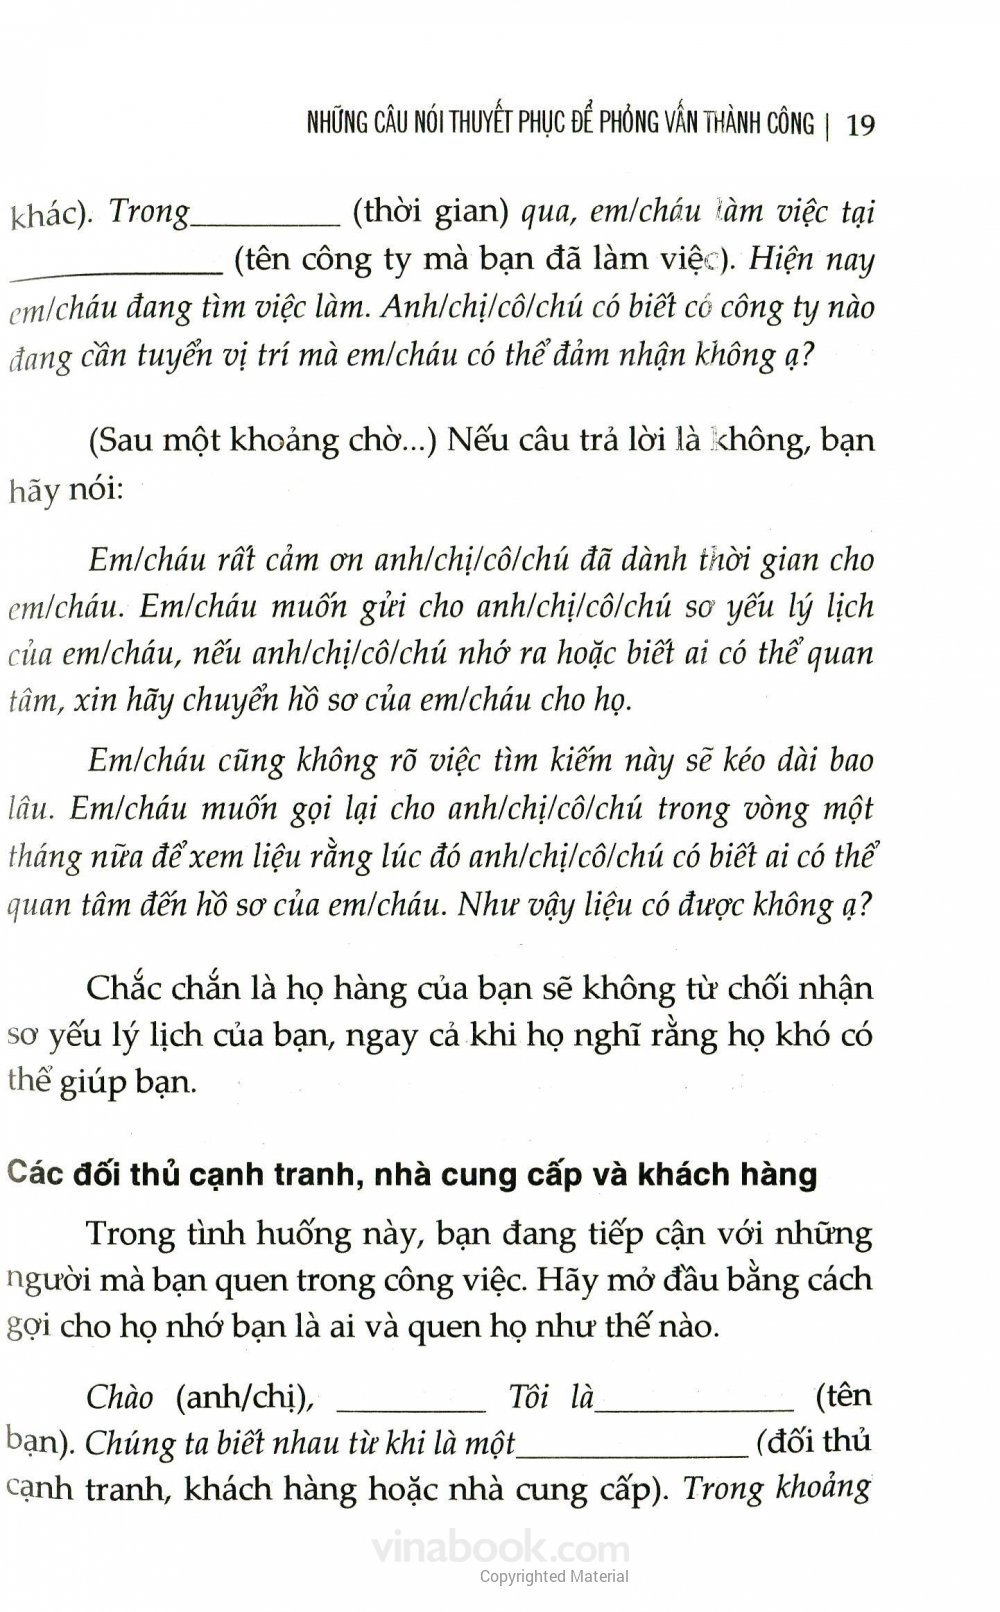 NHỮNG CÂU NÓI THUYẾT PHỤC ĐỂ PHỎNG VẤN THÀNH CÔNG | 19
khác). Trong__________ (thời gian) qua, em/cháu làm việc tại
______________ (tên công ty mà bạn đã làm việc). Hiện nay
em/cháu đang tìm việc làm. Anh/chị/cô/chú có biết có công ty nào
đang cần tuyển vị trí mà em/cháu có thể đảm nhận không ạ?
(Sau một khoảng chờ...) Nếu câu trả lời là không, bạn
hãy nói:
Em/cháu rất cảm ơn anh/chị/cô/chú đã dành thời gian cho
em/cháu. Em/cháu muốn gửi cho anh/chị/cô/chú sơ yếu lý lịch
của em/cháu, nếu anh/chị/cô/chú nhớ ra hoặc biết ai có thể quan
tâm, xin hãy chuyển hồ sơ của em/cháu cho họ.
Em/cháu cũng không rõ việc tìm kiếm này sẽ kéo dài bao
lâu. Em/cháu muốn gọi lại cho anh/chị/cô/chú trong vòng một
tháng nữa để xem liệu rằng lúc đó anh/chị/cô/chú có biết ai có thể
quan tâm đến hồ sơ của em/cháu. Như vậy liệu có được không ạ?
Chắc chắn là họ hàng của bạn sẽ không từ chối nhận
sơ yếu lý lịch của bạn, ngay cả khi họ nghĩ rằng họ khó có
thể giúp bạn.
Các đối thủ cạnh tranh, nhà cung cấp và khách hàng
Trong tình huống này, bạn đang tiếp cận với những
người mà bạn quen trong công việc. Hãy mở đầu bằng cách
gợi cho họ nhớ bạn là ai và quen họ như thế nào.
Chào (anh/chị), __________ Tôi là_____________ (tên
bạn). Chúng ta biết nhau từ khi là một_______________ (đối thủ
cạnh tranh, khách hàng hoặc nhà cung cấp). Trong khoảng
vinabook.com
Copyrighted Material